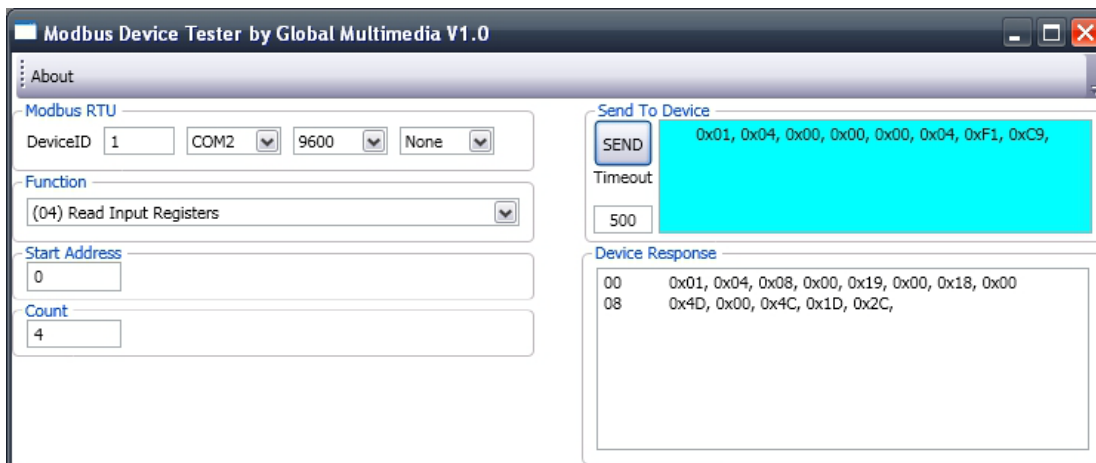 Modbus Device Tester by Global Multimedia V1.0
About
Modbus RTU
DeviceID 1 COM2 9600 None
Function
(04) Read Input Registers
Start Address
0
Count
4
Send To Device
SEND
0x01, 0x04, 0x00, 0x00, 0x00, 0x04, 0xF1, 0xC9,
Timeout
500
Device Response
00 0x01, 0x04, 0x08, 0x00, 0x19, 0x00, 0x18, 0x00
08 0x4D, 0x00, 0x4C, 0x1D, 0x2C,